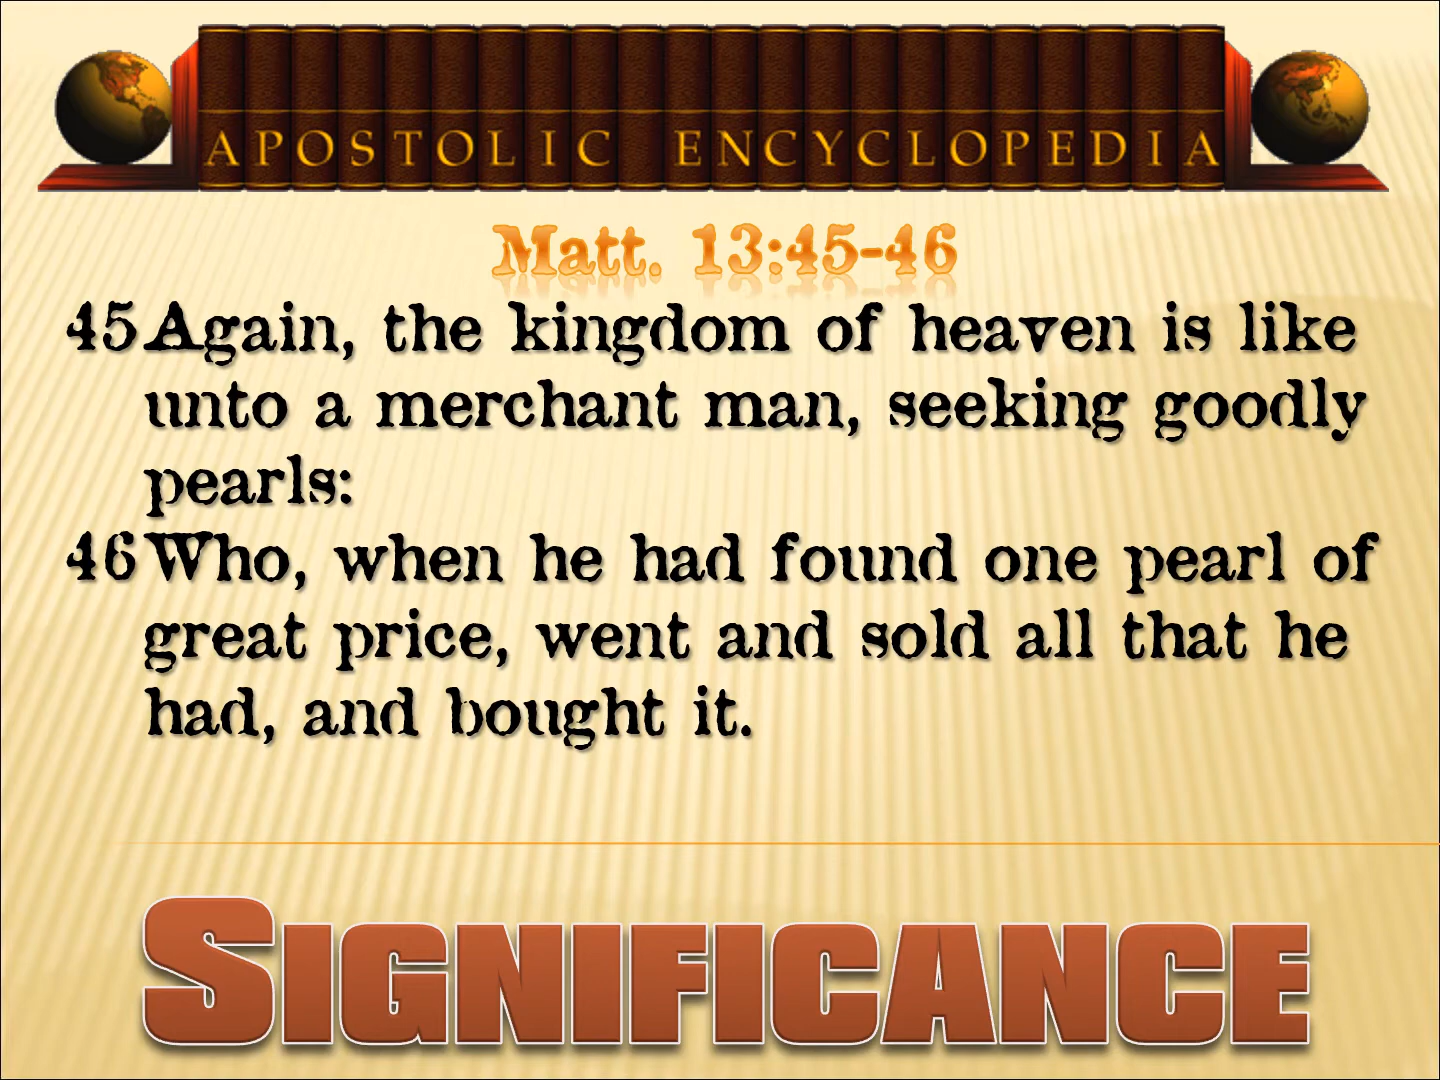 APOSTOLIC ENCYCLOPEDIA
Matt. 13:45-46
45 Again, the kingdom of heaven is like
unto a merchant man, seeking goodly
pearls:
46 Who, when he had found one pearl of
great price, went and sold all that he
had, and bought it.
SIGNIFICANCE